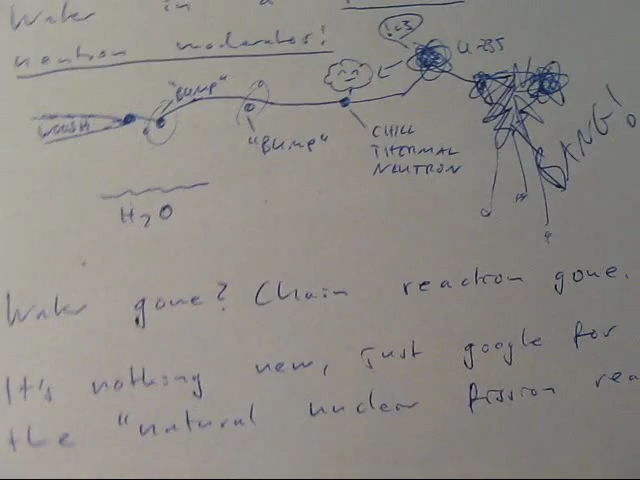 Water in a
neutron moderator!
!<3
U-235
"BUMP"
WOOSH
"BUMP"
CHILL
THERMAL
NEUTRON
BANG!
H2O
Water gone? Chain reaction gone.
It's nothing new, just google for
the "natural nuclear fission rea